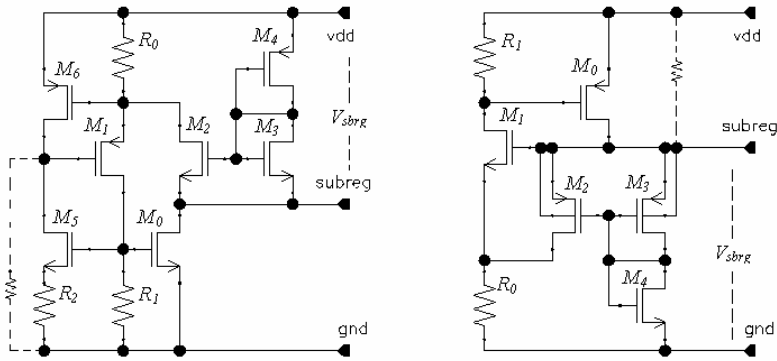 R0
M4
vdd
M6
M1
M2
M3
Vsbrg
subreg
M5
M0
R2
R1
gnd
R1
M0
vdd
M1
subreg
M2
M3
M4
Vsbrg
R0
gnd